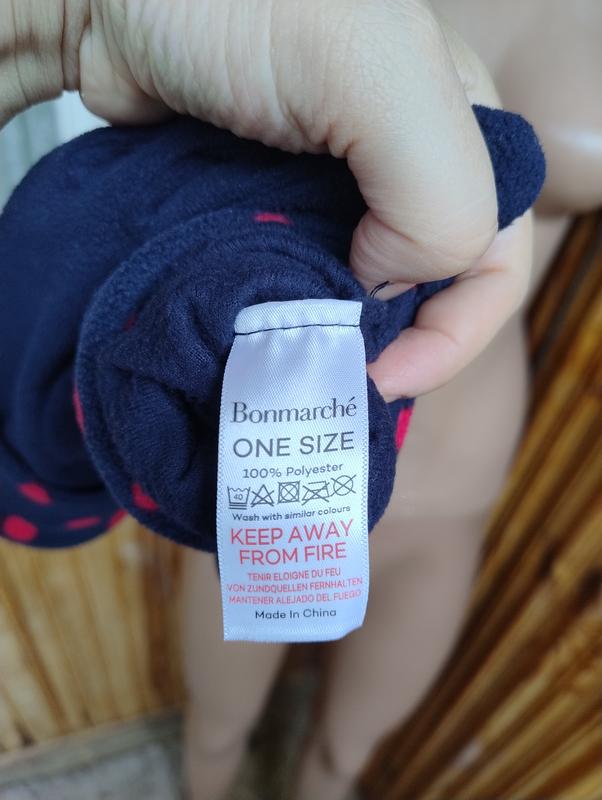 Bonmarché
ONE SIZE
100% Polyester
40
Wash with similar colours
KEEP AWAY
FROM FIRE
TENIR ELOIGNE DU FEU
VON ZUNDQUELLEN FERNHALTEN
MANTENER ALEJADO DEL FUEGO
Made In China